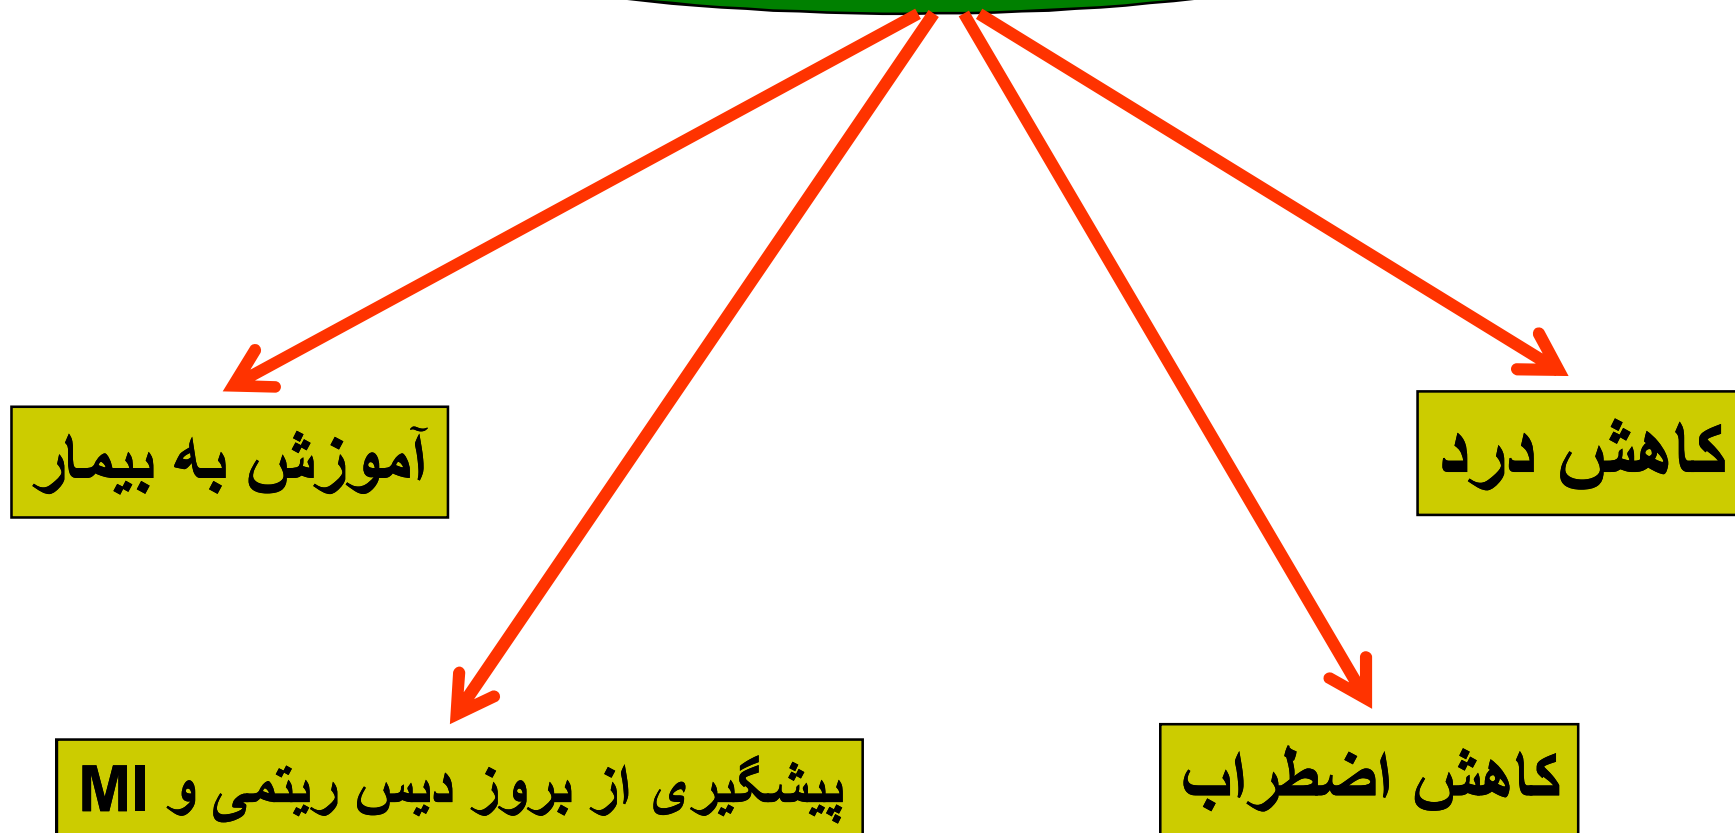 کاهش درد
آموزش به بیمار
کاهش اضطراب
پیشگیری از بروز دیس ریتمی و MI